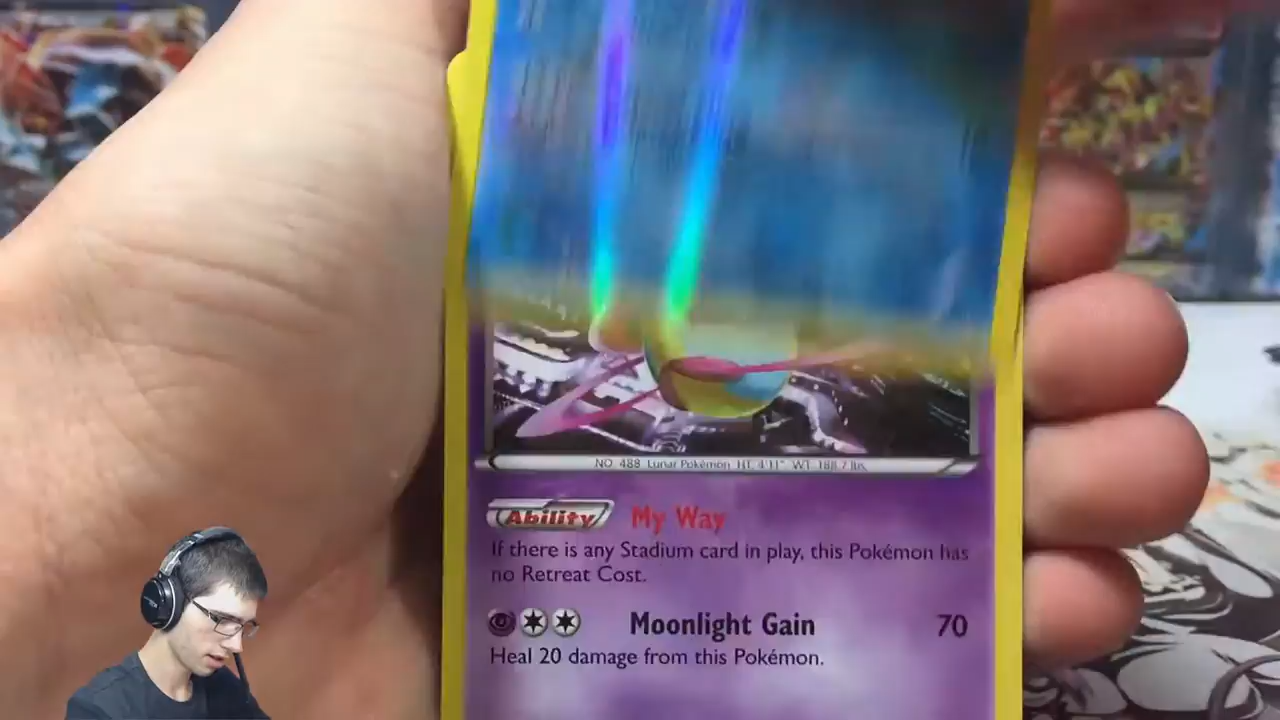 NO. 488 Lunar Pokémon HT. 4'11" WT. 188.7 lbs.
Ability My Way
If there is any Stadium card in play, this Pokémon has
no Retreat Cost.
Moonlight Gain 70
Heal 20 damage from this Pokémon.